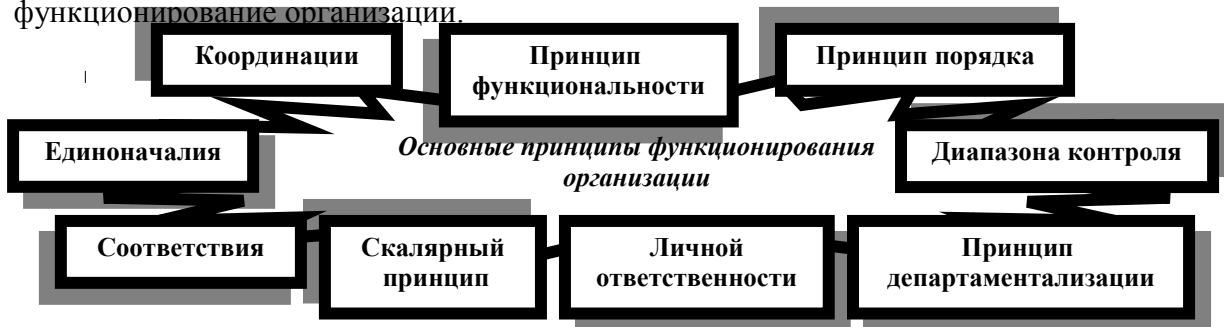 функционирование организации.
Координации
Принцип
функциональности
Принцип порядка
Единоначалия
Основные принципы функционирования
организации
Диапазона контроля
Соответствия
Скалярный
принцип
Личной
ответственности
Принцип
департаментализации